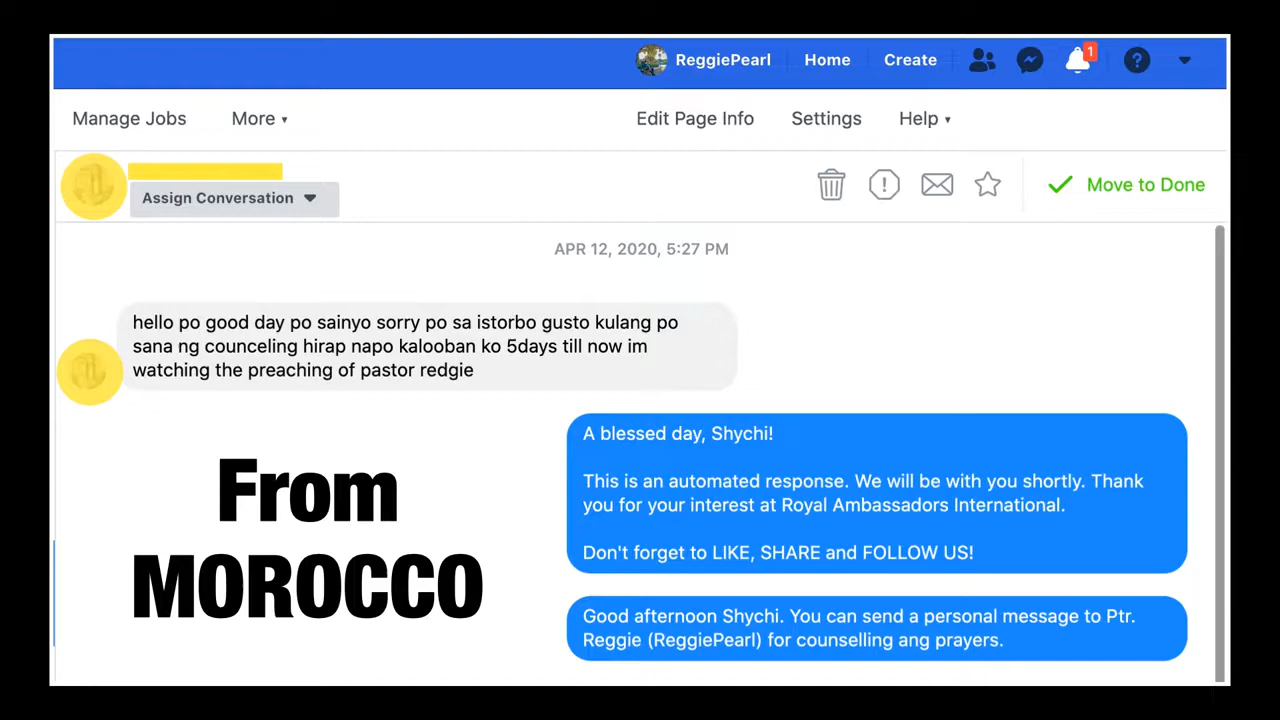 ReggiePearl Home Create 1
Manage Jobs More Edit Page Info Settings Help
Assign Conversation Move to Done
APR 12, 2020, 5:27 PM
hello po good day po sainyo sorry po sa istorbo gusto kulang po
sana ng counceling hirap napo kalooban ko 5days till now im
watching the preaching of pastor redgie
A blessed day, Shychi!
This is an automated response. We will be with you shortly. Thank
you for your interest at Royal Ambassadors International.
Don't forget to LIKE, SHARE and FOLLOW US!
From
MOROCCO
Good afternoon Shychi. You can send a personal message to Ptr.
Reggie (ReggiePearl) for counselling ang prayers.